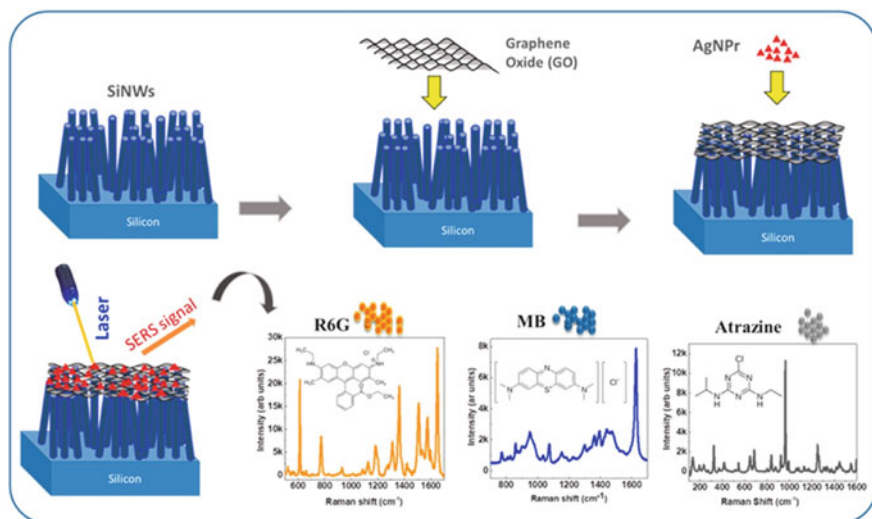 SiNWs
Silicon
Graphene
Oxide (GO)
Silicon
AgNPr
Silicon
Laser
SERS signal
Silicon
R6G
Intensity (arb units)
30k
25k
20k
15k
10k
5k
0
600 800 1000 1200 1400 1600
Raman shift (cm⁻¹)
MB
Intensity (ar units)
8k
6k
4k
2k
0
N
N
S
N
Cl⁻
800 1000 1200 1400 1600
Raman shift (cm⁻¹)
Atrazine
Intensity (arb units)
12k
10k
8k
6k
4k
2k
0
Cl
N
N
N
N
H
N
H
200 400 600 800 1000 1200 1400 1600
Raman Shift (cm⁻¹)